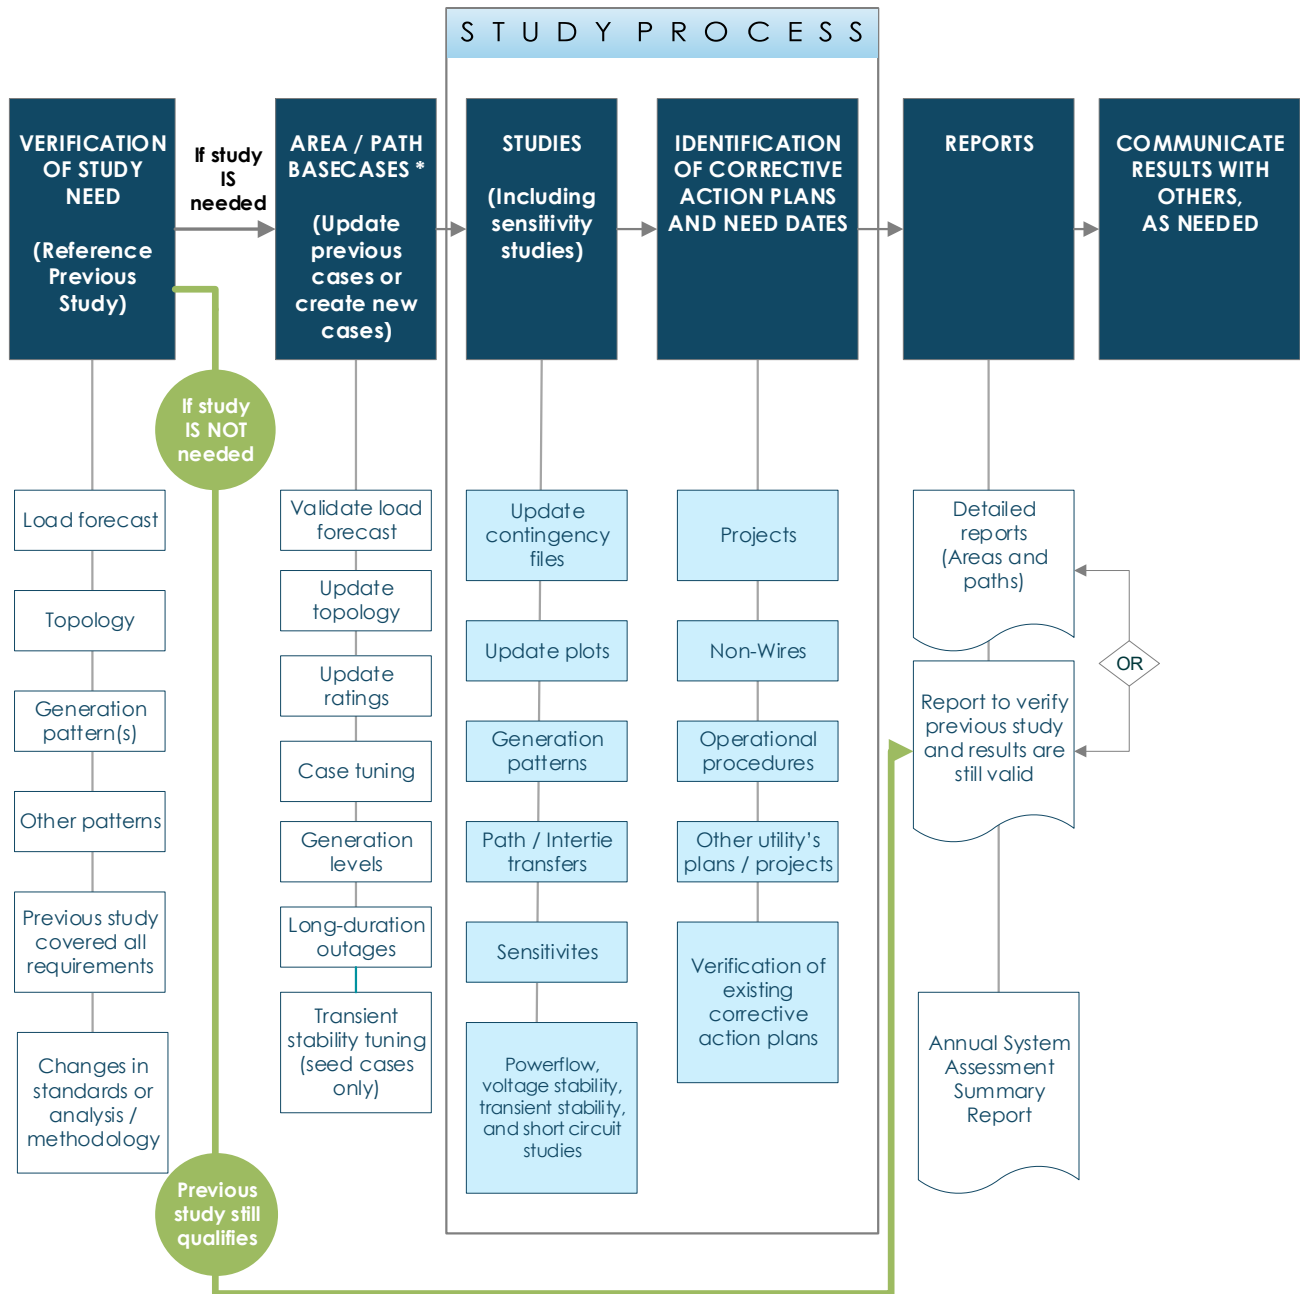 STUDY PROCESS
VERIFICATION
OF STUDY
NEED
(Reference
Previous
Study)
If study
IS
needed
AREA / PATH
BASECASES *
(Update
previous
cases or
create new
cases)
STUDIES
(Including
sensitivity
studies)
IDENTIFICATION
OF CORRECTIVE
ACTION PLANS
AND NEED DATES
REPORTS
COMMUNICATE
RESULTS WITH
OTHERS,
AS NEEDED
If study
IS NOT
needed
Load forecast
Topology
Generation
pattern(s)
Other patterns
Previous study
covered all
requirements
Changes in
standards or
analysis /
methodology
Previous
study still
qualifies
Validate load
forecast
Update
topology
Update
ratings
Case tuning
Generation
levels
Long-duration
outages
Transient
stability tuning
(seed cases
only)
Update
contingency
files
Update plots
Generation
patterns
Path / Intertie
transfers
Sensitivites
Powerflow,
voltage stability,
transient stability,
and short circuit
studies
Projects
Non-Wires
Operational
procedures
Other utility's
plans / projects
Verification of
existing
corrective
action plans
Detailed
reports
(Areas and
paths)
OR
Report to verify
previous study
and results are
still valid
Annual System
Assessment
Summary
Report